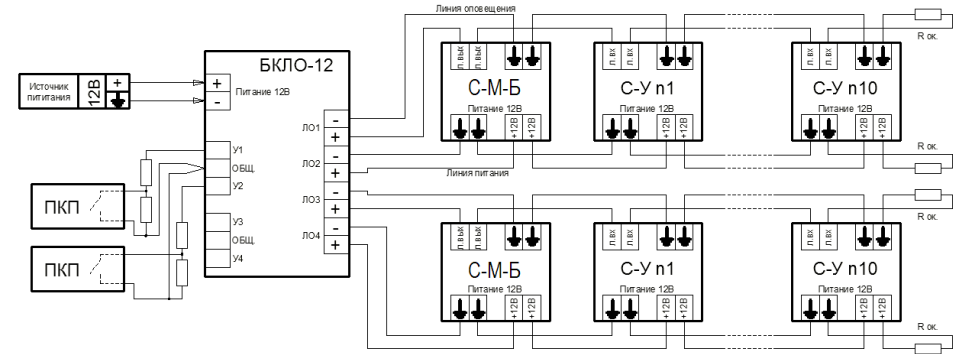 Линия оповещения
R ок.
Л.ВЫХ
Л.ВЫХ
Л.ВХ
Л.ВХ
Л.ВХ
Л.ВХ
БКЛО-12
С-М-Б
С-У n1
С-У n10
Источник
питития
12В
+
+
-
Питание 12В
Питание 12В
Питание 12В
Питание 12В
ЛО1
-
+
+12В
+12В
+12В
+12В
+12В
+12В
У1
ОБЩ.
У2
ЛО2
-
+
R ок.
Линия питания
ПКП
У3
ОБЩ.
У4
ЛО3
-
+
R ок.
Л.ВЫХ
Л.ВЫХ
Л.ВХ
Л.ВХ
Л.ВХ
Л.ВХ
ПКП
ЛО4
-
+
С-М-Б
С-У n1
С-У n10
Питание 12В
Питание 12В
Питание 12В
+12В
+12В
+12В
+12В
+12В
+12В
R ок.